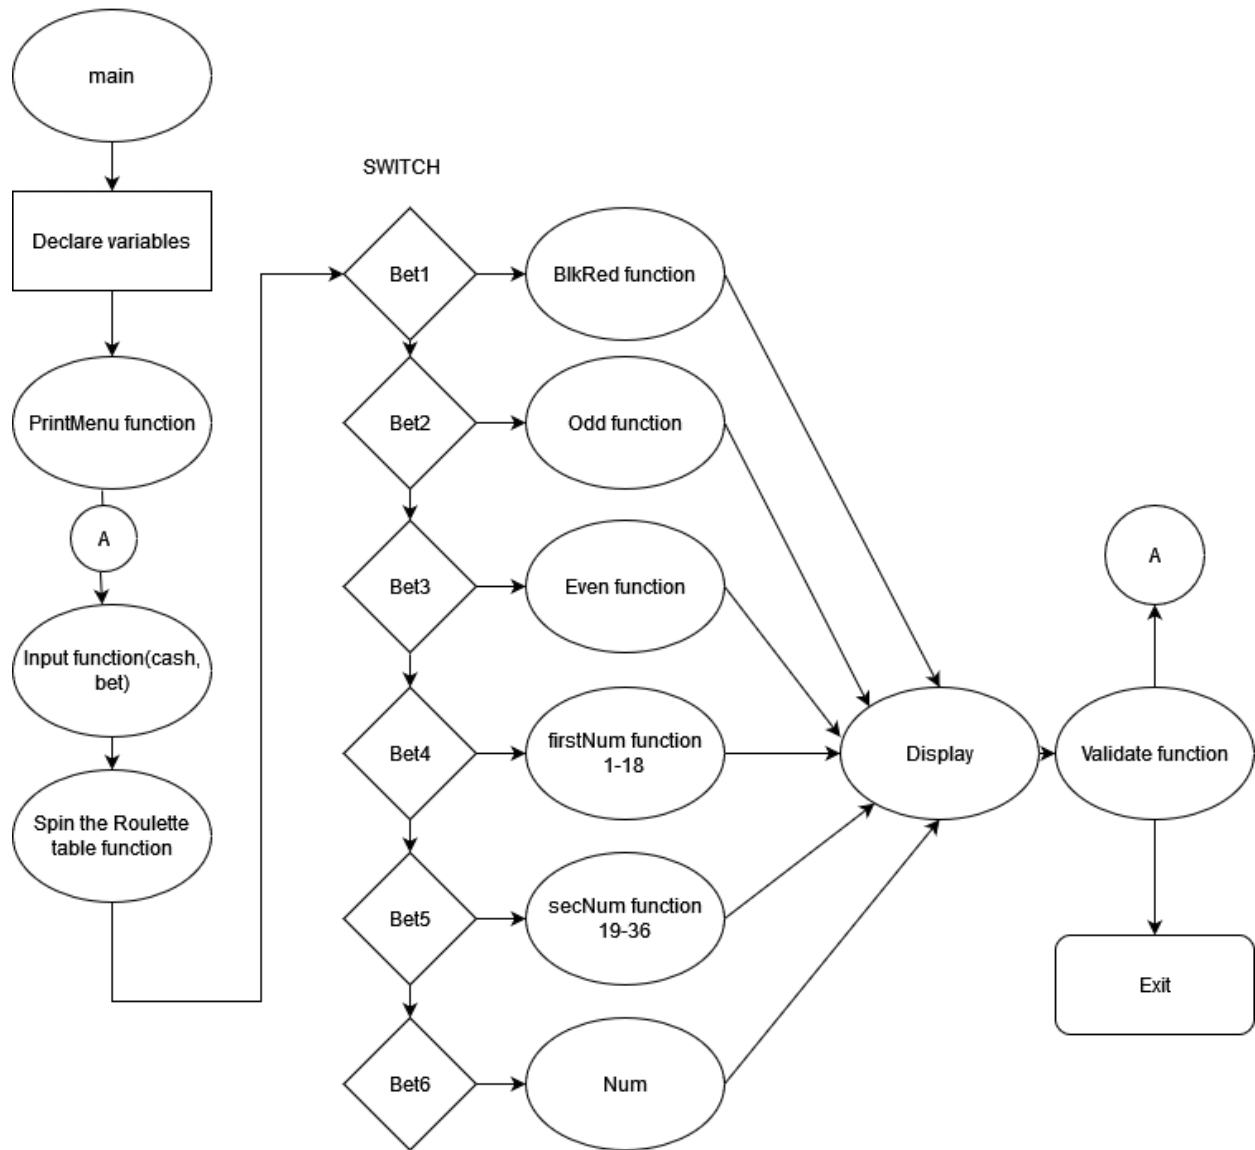 main
Declare variables
PrintMenu function
A
Input function(cash,
bet)
Spin the Roulette
table function
SWITCH
Bet1
BlkRed function
Bet2
Odd function
Bet3
Even function
Bet4
firstNum function
1-18
Bet5
secNum function
19-36
Bet6
Num
Display
Validate function
A
Exit